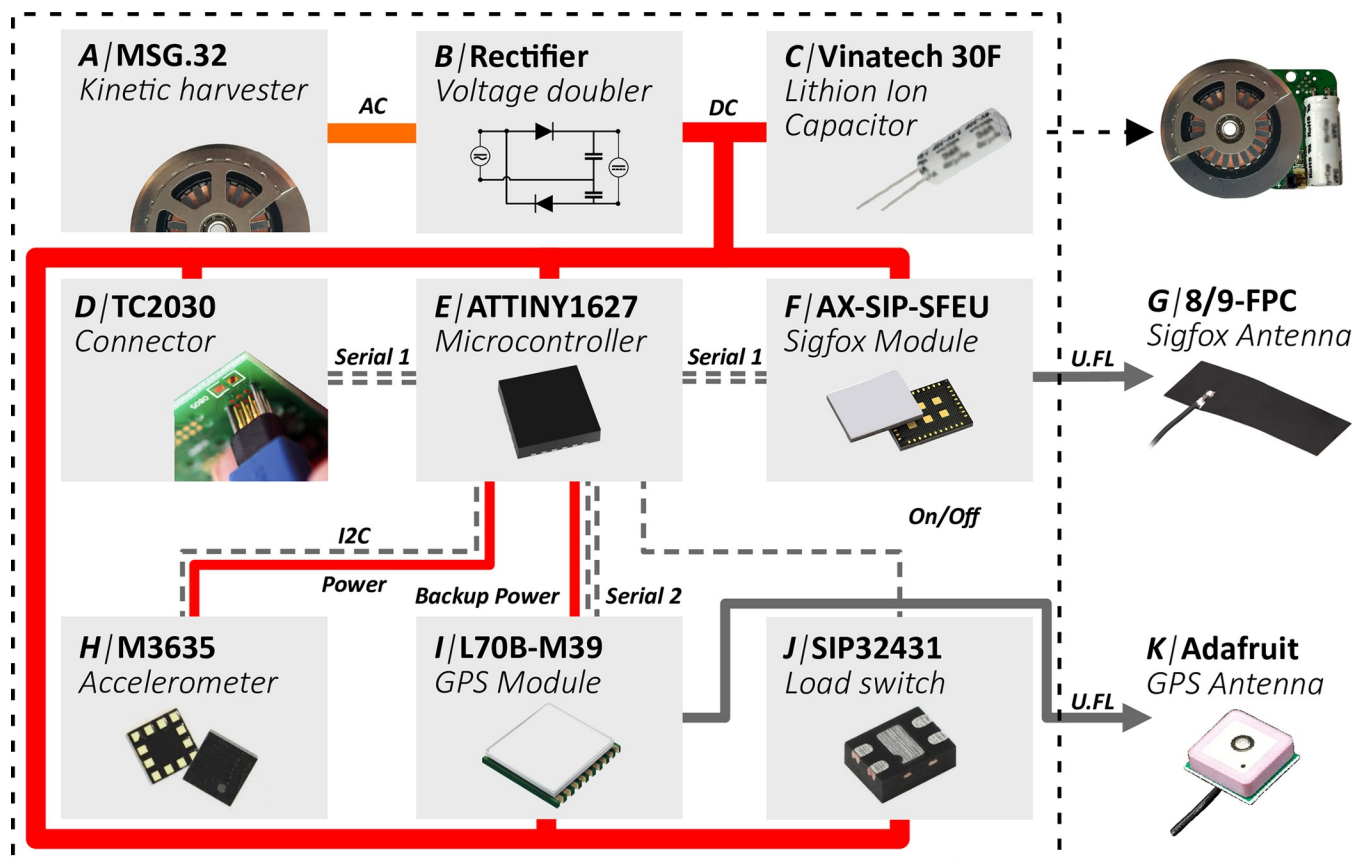 A/MSG.32
Kinetic harvester
AC
B/Rectifier
Voltage doubler
DC
C/Vinatech 30F
Lithion Ion
Capacitor
D/TC2030
Connector
Serial 1
E/ATTINY1627
Microcontroller
Serial 1
F/AX-SIP-SFEU
Sigfox Module
U.FL
G/8/9-FPC
Sigfox Antenna
I2C
Power
Backup Power
Serial 2
On/Off
H/M3635
Accelerometer
I/L70B-M39
GPS Module
J/SIP32431
Load switch
U.FL
K/Adafruit
GPS Antenna